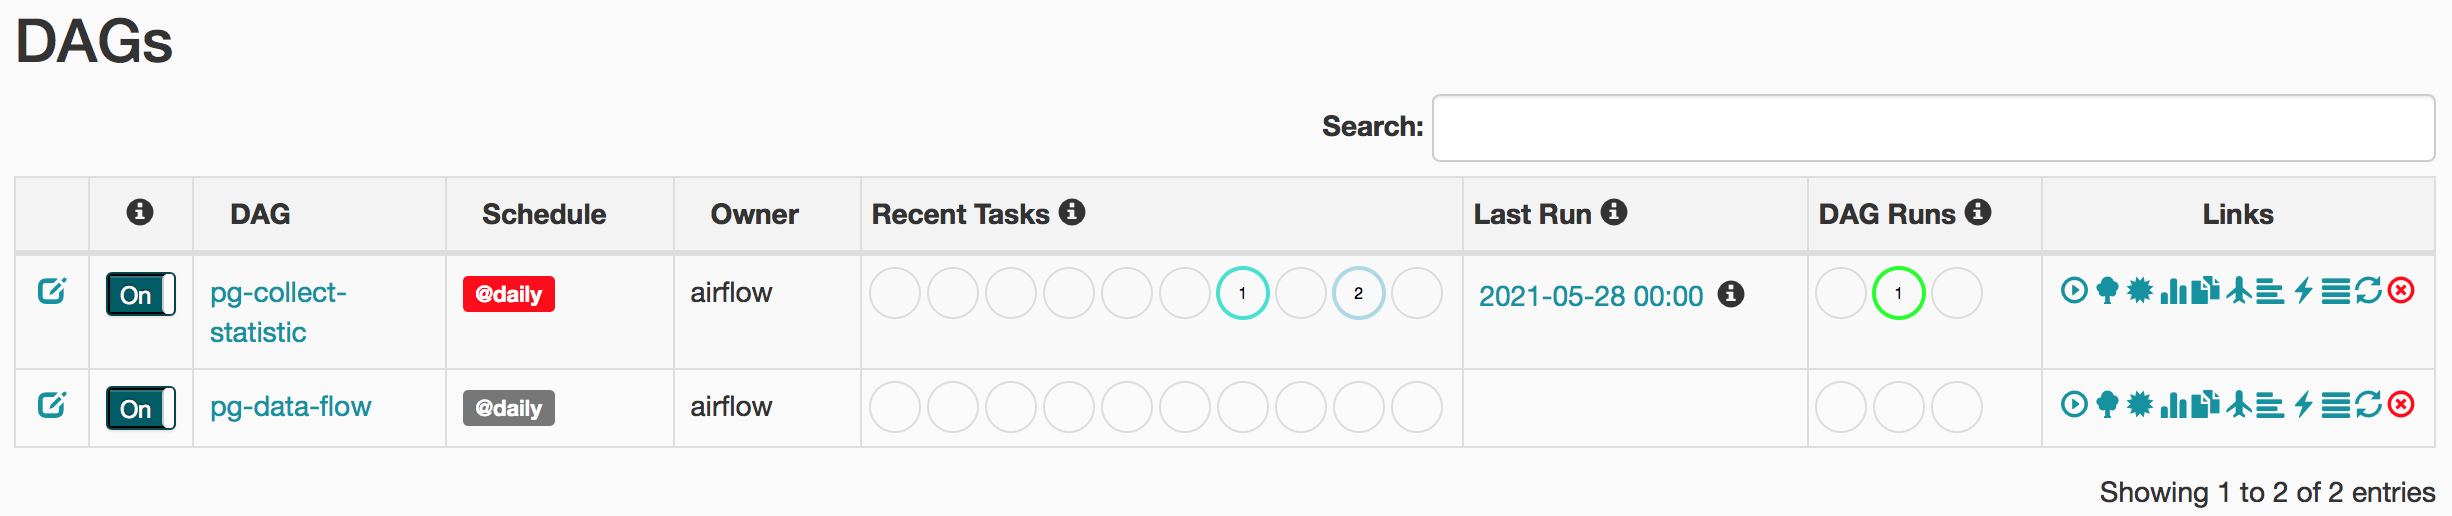 DAGs
Search:
DAG Schedule Owner Recent Tasks Last Run DAG Runs Links
On pg-collect- @daily airflow 1 2 2021-05-28 00:00 1
statistic
On pg-data-flow @daily airflow
Showing 1 to 2 of 2 entries